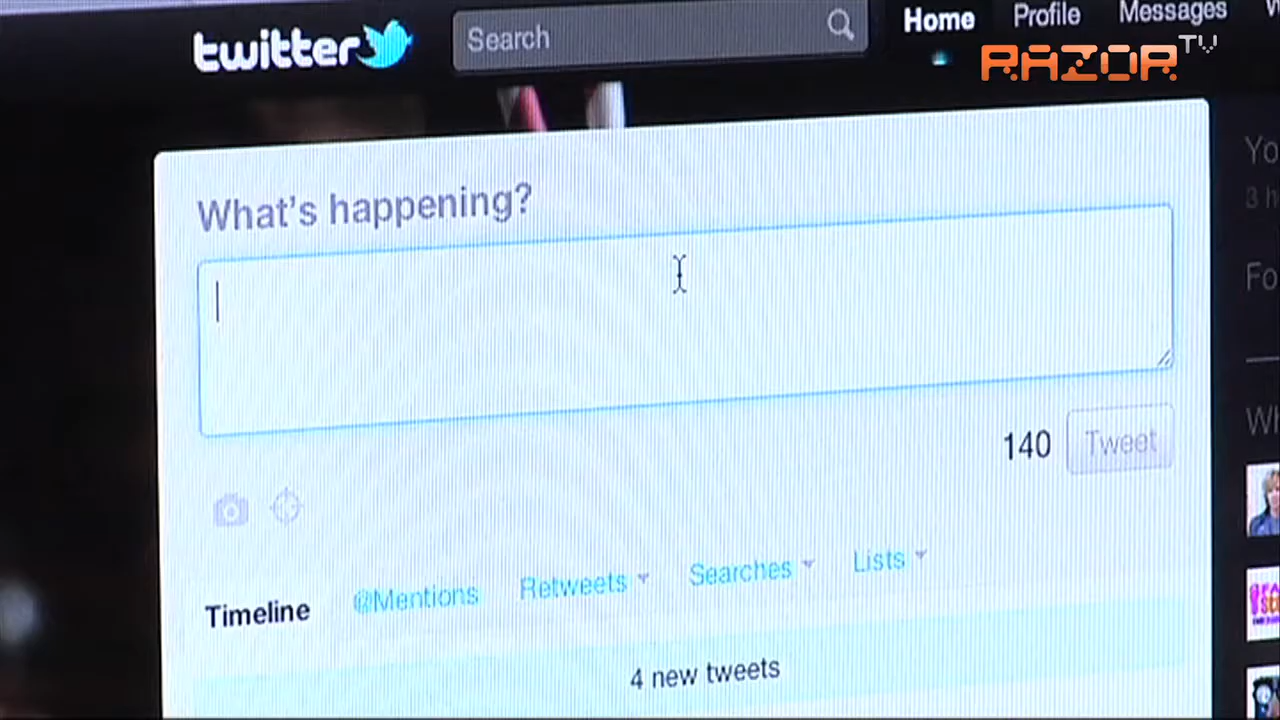 twitter Search Home Profile Messages
RAZOR TV
What's happening?
140 Tweet
Timeline @Mentions Retweets Searches Lists
4 new tweets